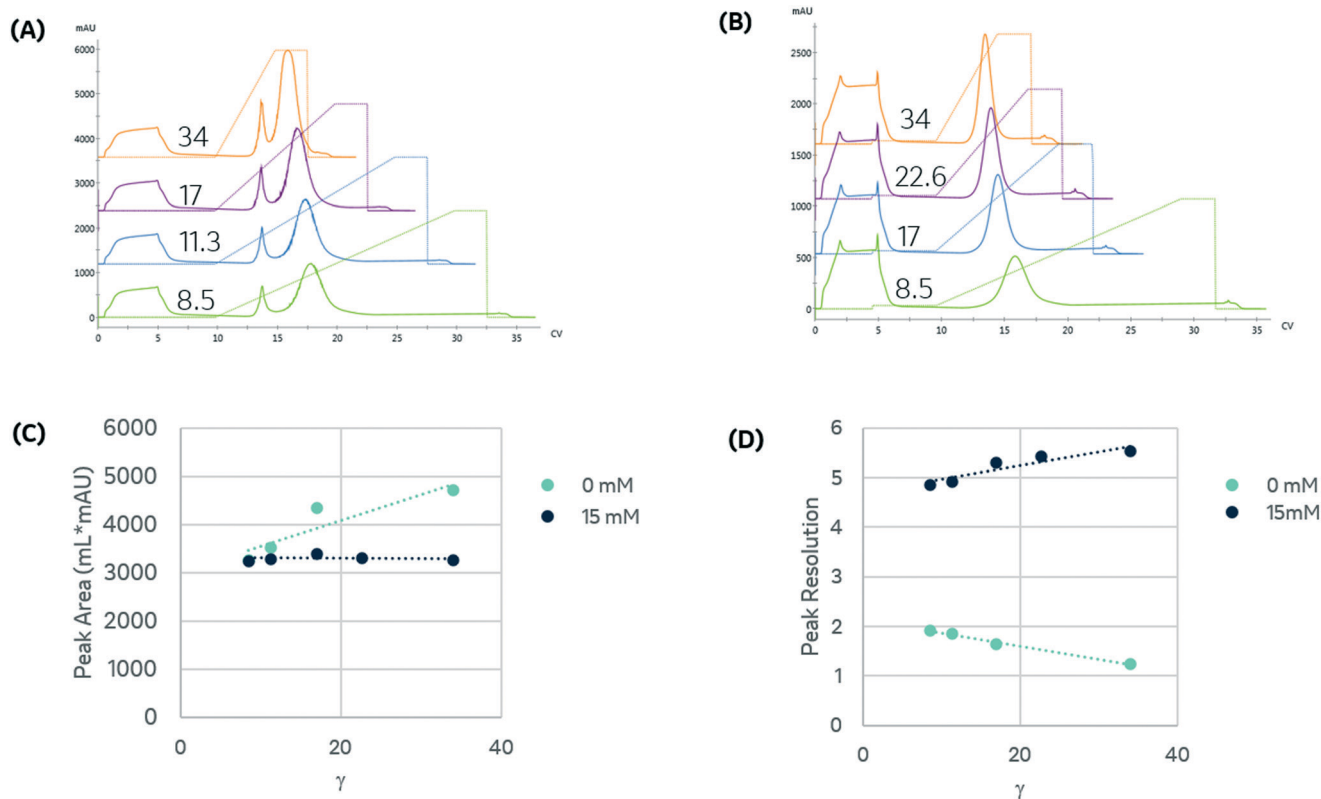 (A)
mAU
6000
5000
4000
3000
2000
1000
0
34
17
11.3
8.5
0 5 10 15 20 25 30 35
CV
(B)
mAU
2500
2000
1500
1000
500
0
34
22.6
17
8.5
0 5 10 15 20 25 30 35
CV
(C)
Peak Area (mL*mAU)
6000
5000
4000
3000
2000
1000
0
0 20 40
γ
0 mM
15 mM
(D)
Peak Resolution
6
5
4
3
2
1
0
0 20 40
γ
0 mM
15mM